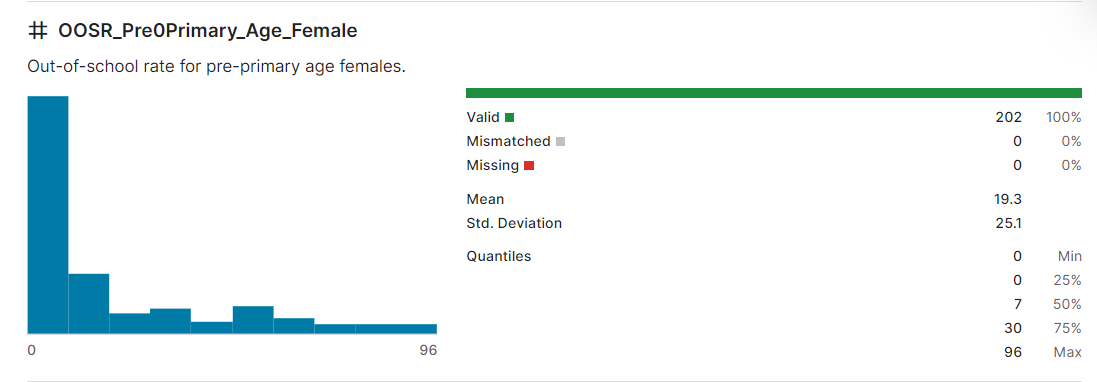 # OOSR_Pre0Primary_Age_Female
Out-of-school rate for pre-primary age females.
0 96
Valid 202 100%
Mismatched 0 0%
Missing 0 0%
Mean 19.3
Std. Deviation 25.1
Quantiles 0 Min
0 25%
7 50%
30 75%
96 Max